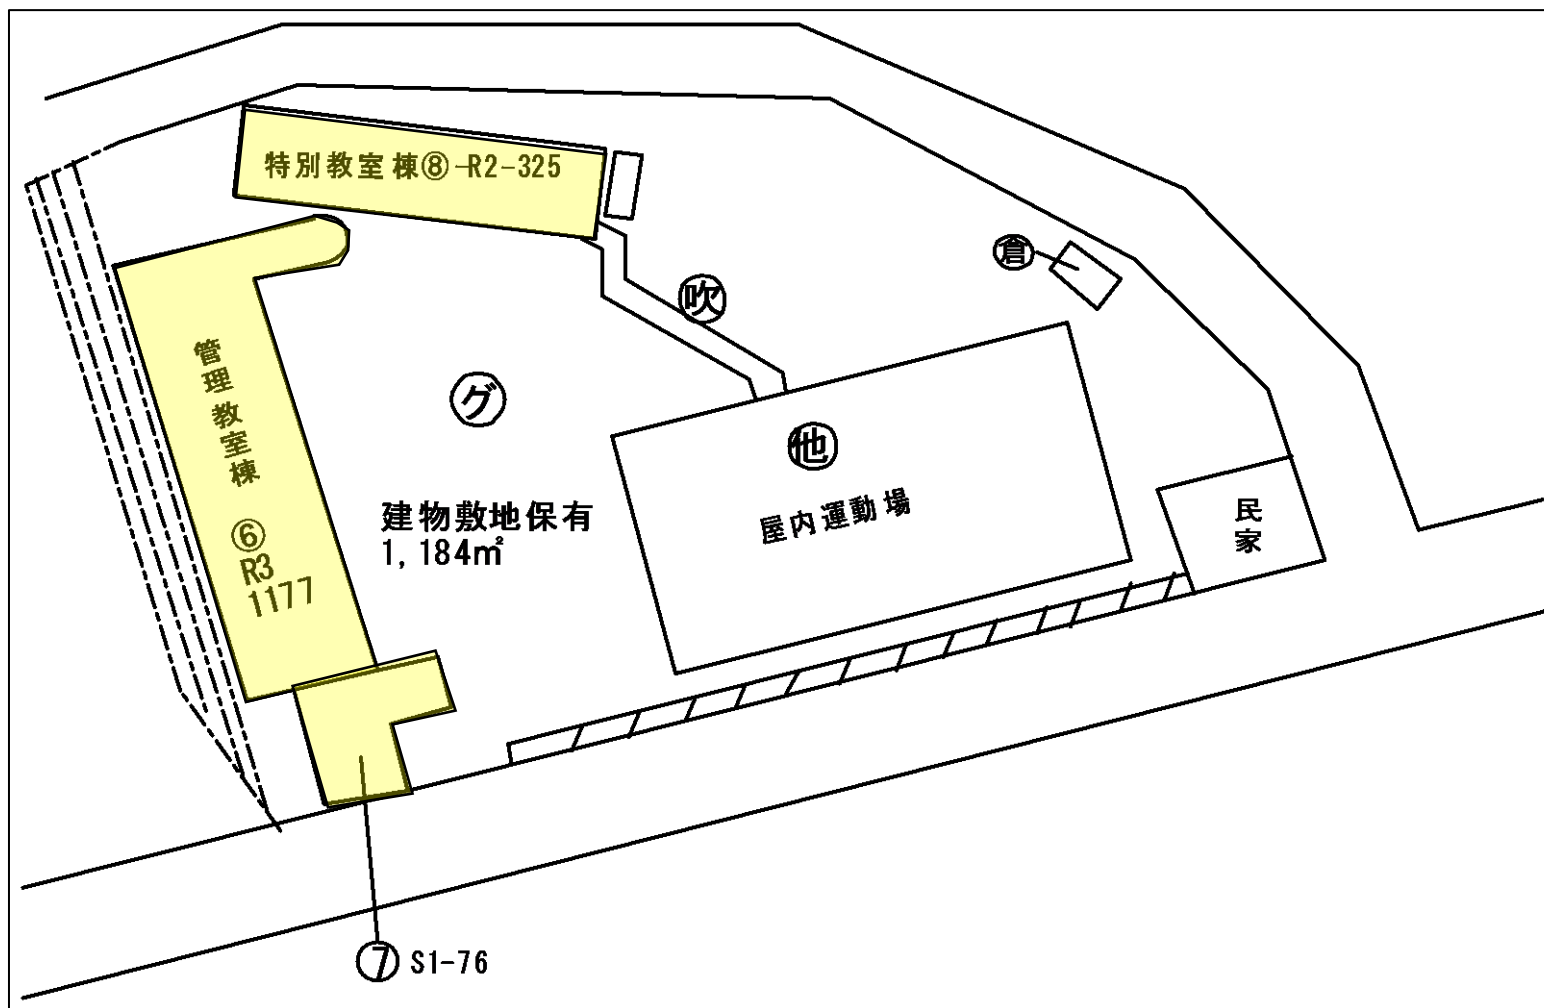 特別教室棟⑧-R2-325
倉
吹
管理教室棟
⑥
R3
1177
グ
他
建物敷地保有
1,184㎡
屋内運動場
民家
⑦ S1-76